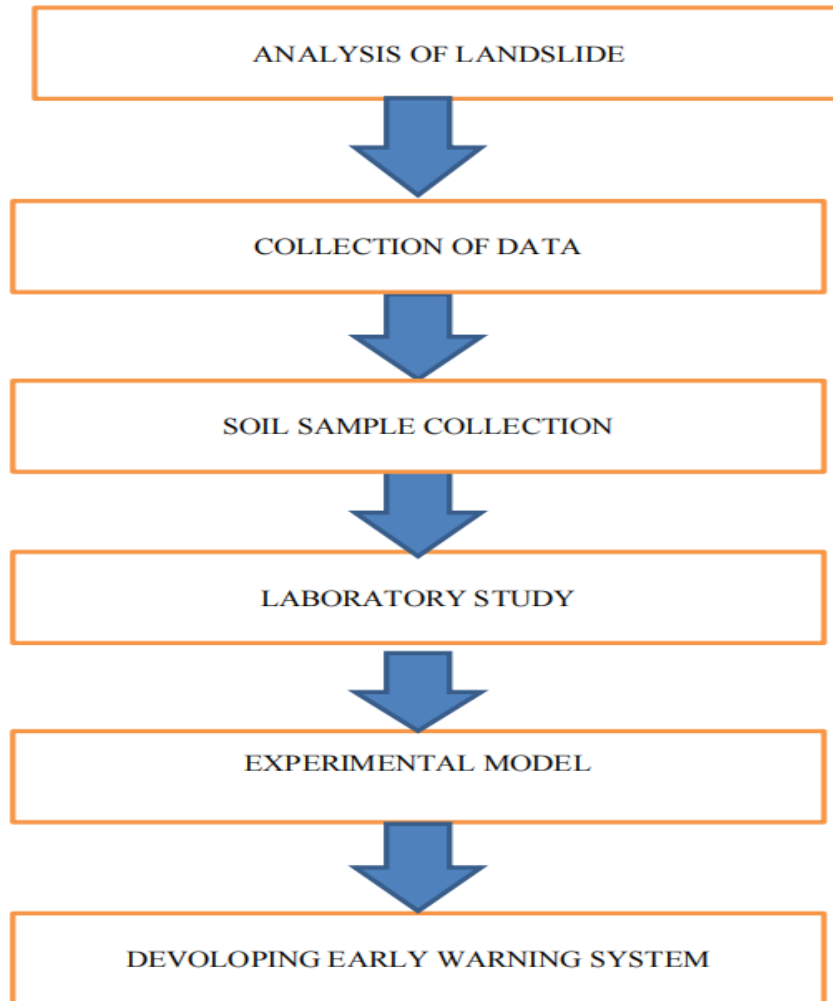 ANALYSIS OF LANDSLIDE
COLLECTION OF DATA
SOIL SAMPLE COLLECTION
LABORATORY STUDY
EXPERIMENTAL MODEL
DEVOLOPING EARLY WARNING SYSTEM